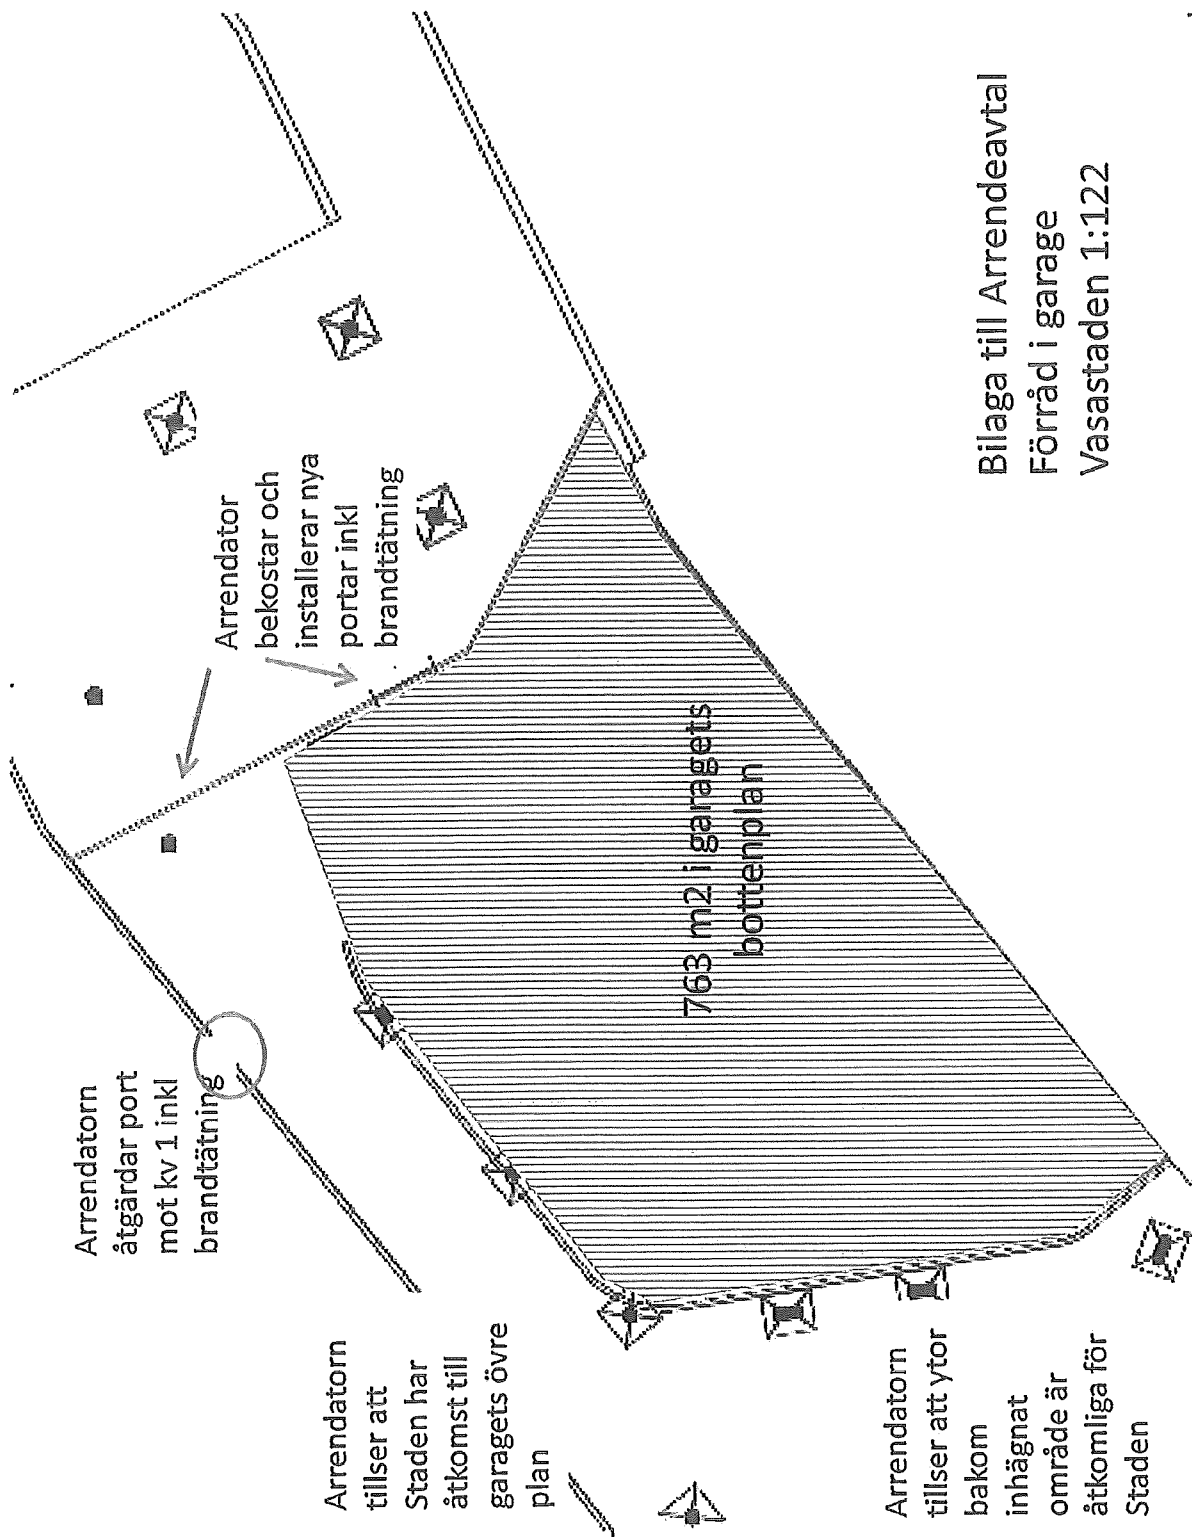 Arrendatorn
åtgärdar port
mot kv 1 inkl
brandtätning
Arrendator
bekostar och
installerar nya
portar inkl
brandtätning
Arrendatorn
tillser att
Staden har
åtkomst till
garagets övre
plan
763 m2 i garagets
bottenplan
Arrendatorn
tillser att ytor
bakom
inhägnat
område är
åtkomliga för
Staden
Bilaga till Arrendeavtal
Förråd i garage
Vasastaden 1:122